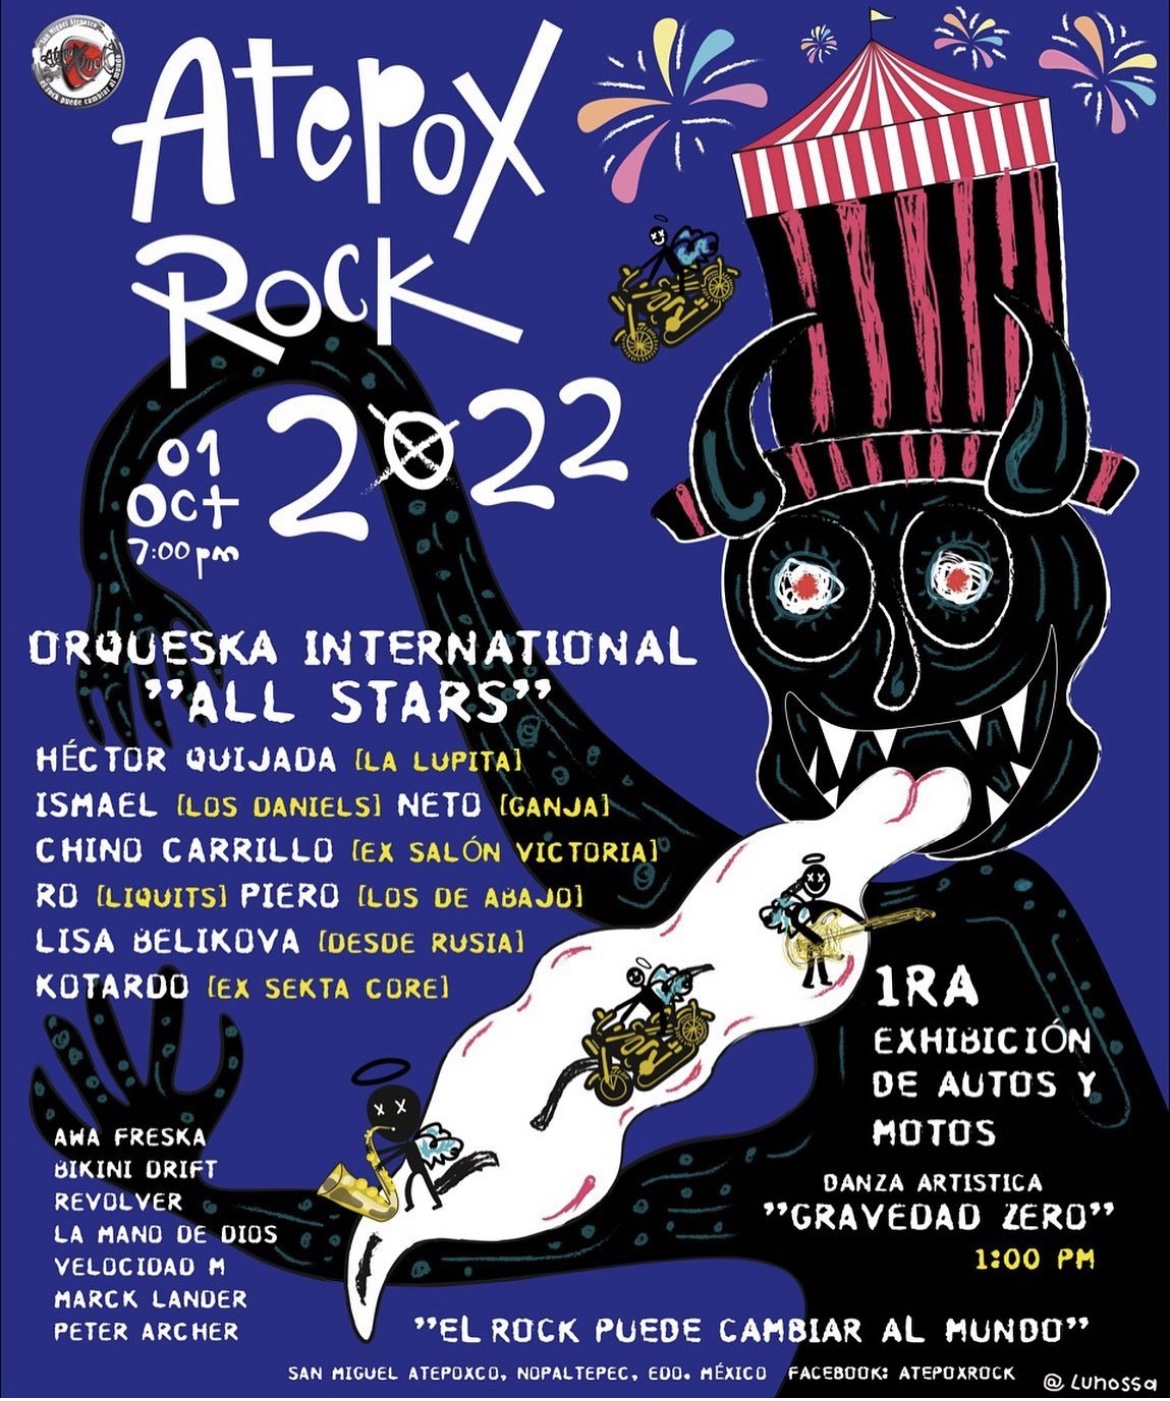 AtepoX
Rock
2022
01
Oct
7:00 pm
ORQUESKA INTERNATIONAL
"ALL STARS"
HÉCTOR QUIJADA [LA LUPITA]
ISMAEL [LOS DANIELS] NETO [GANJA]
CHINO CARRILLO [EX SALÓN VICTORIA]
RO [LIQUITS] PIERO [LOS DE ABAJO]
LISA BELIKOVA [DESDE RUSIA]
KOTARDO [EX SEKTA CORE]
AWA FRESKA
BIKINI DRIFT
REVOLVER
LA MANO DE DIOS
VELOCIDAD M
MARCK LANDER
PETER ARCHER
1RA
EXHIBICIÓN
DE AUTOS Y
MOTOS
DANZA ARTISTICA
"GRAVEDAD ZERO"
1:00 PM
"EL ROCK PUEDE CAMBIAR AL MUNDO"
SAN MIGUEL ATEPOXCO, NOPALTEPEC, EDO. MÉXICO FACEBOOK: ATEPOXROCK
@Luhossa